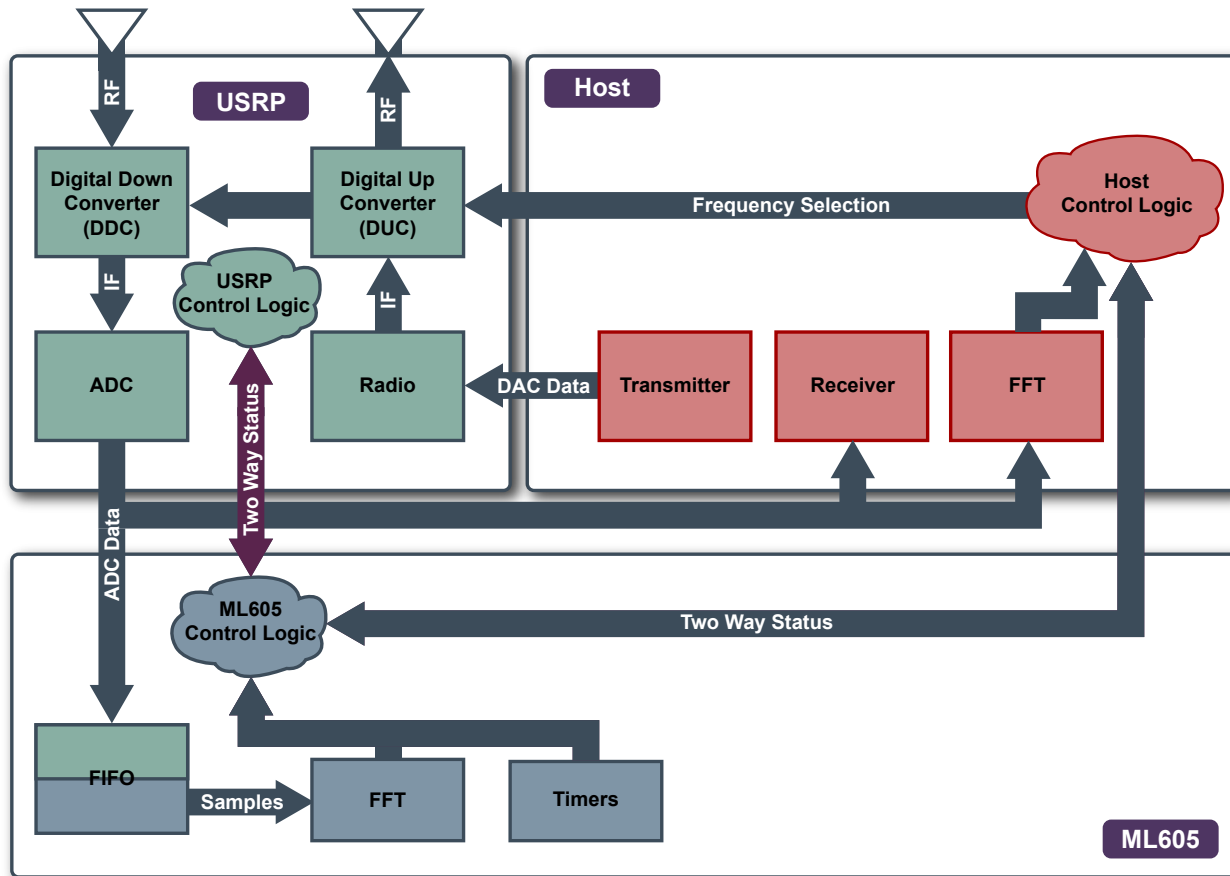 USRP
Host
RF
RF
Digital Down
Converter
(DDC)
Digital Up
Converter
(DUC)
Frequency Selection
Host
Control Logic
IF
USRP
Control Logic
IF
ADC
Radio
DAC Data
Transmitter
Receiver
FFT
Two Way Status
ADC Data
ML605
Control Logic
Two Way Status
FIFO
Samples
FFT
Timers
ML605